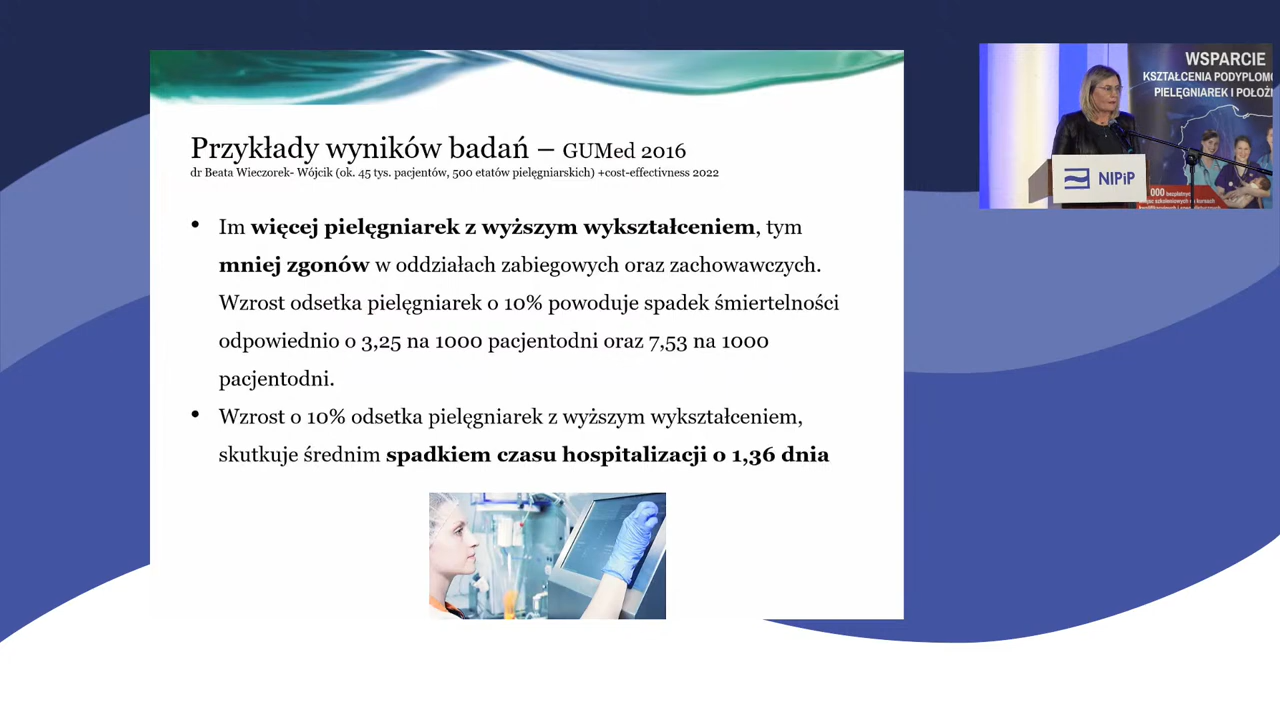 Przykłady wyników badań – GUMed 2016
dr Beata Wieczorek- Wójcik (ok. 45 tys. pacjentów, 500 etatów pielęgniarskich) +cost-effectivness 2022
• Im więcej pielęgniarek z wyższym wykształceniem, tym
mniej zgonów w oddziałach zabiegowych oraz zachowawczych.
Wzrost odsetka pielęgniarek o 10% powoduje spadek śmiertelności
odpowiednio o 3,25 na 1000 pacjentodni oraz 7,53 na 1000
pacjentodni.
• Wzrost o 10% odsetka pielęgniarek z wyższym wykształceniem,
skutkuje średnim spadkiem czasu hospitalizacji o 1,36 dnia
WSPARCIE
KSZTAŁCENIA PODYPLOM
PIELĘGNIAREK I POŁOŻ
NIPiP
000